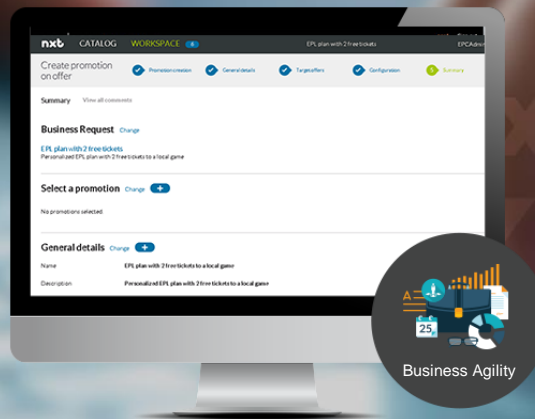 nxt CATALOG WORKSPACE EPL plan with 2 free tickets EPCAdmin
Create promotion
on offer
Promotion creation General details Target offers Configuration 5 Summary
Summary View all comments
Business Request Change
EPL plan with 2 free tickets
Personalized EPL plan with 2 free tickets to a local game
Select a promotion Change +
No promotions selected
General details Change +
Name EPL plan with 2 free tickets to a local game
Description Personalized EPL plan with 2 free tickets to a local game
A
25
Business Agility